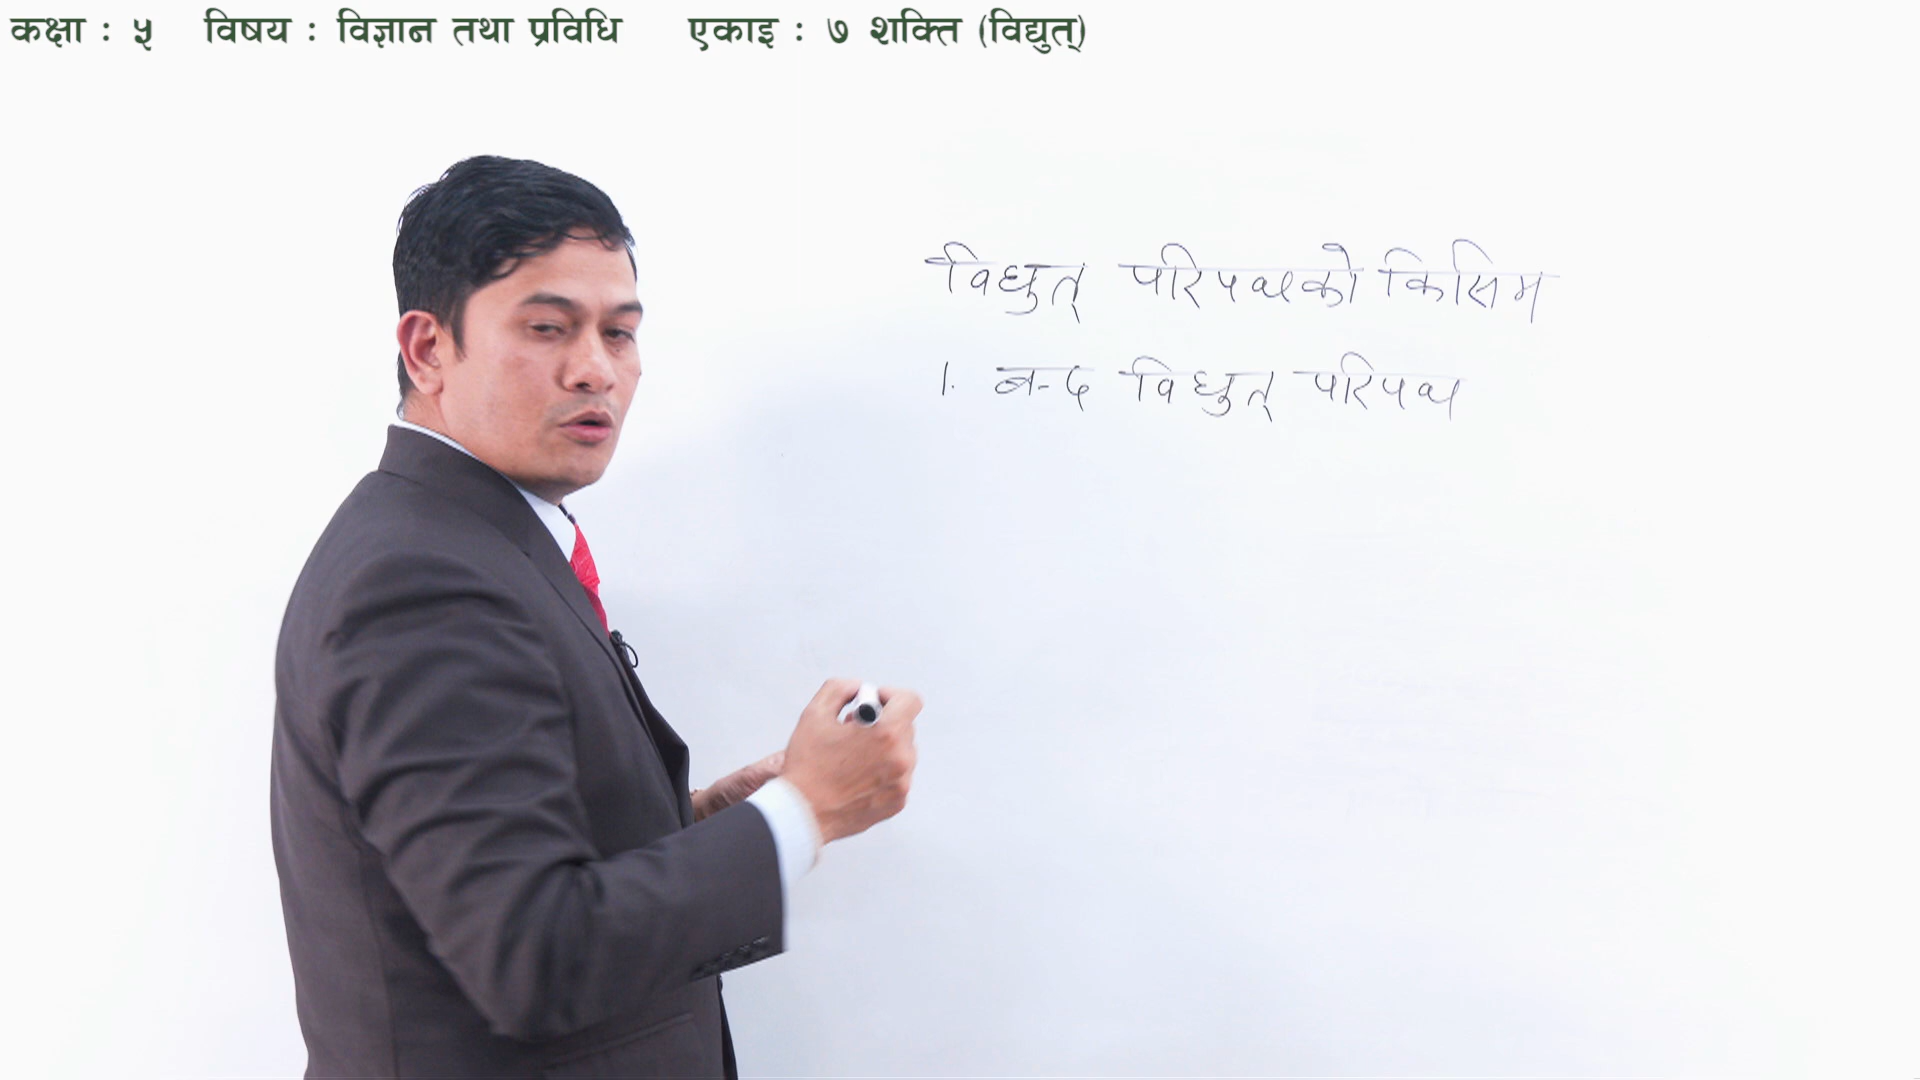 कक्षा : ५ विषय : विज्ञान तथा प्रविधि एकाइ : ७ शक्ति (विद्युत्)
विद्युत् परिपथको किसिम
1. बन्द विद्युत् परिपथ